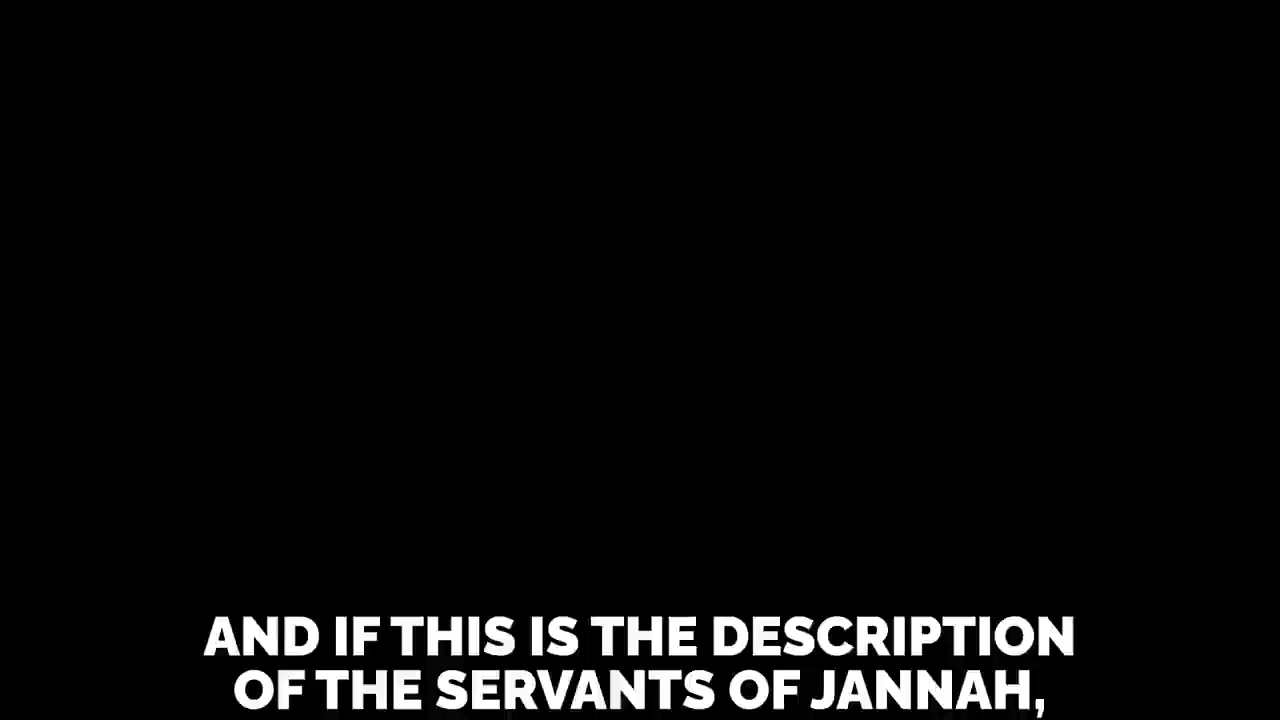 AND IF THIS IS THE DESCRIPTION
OF THE SERVANTS OF JANNAH,